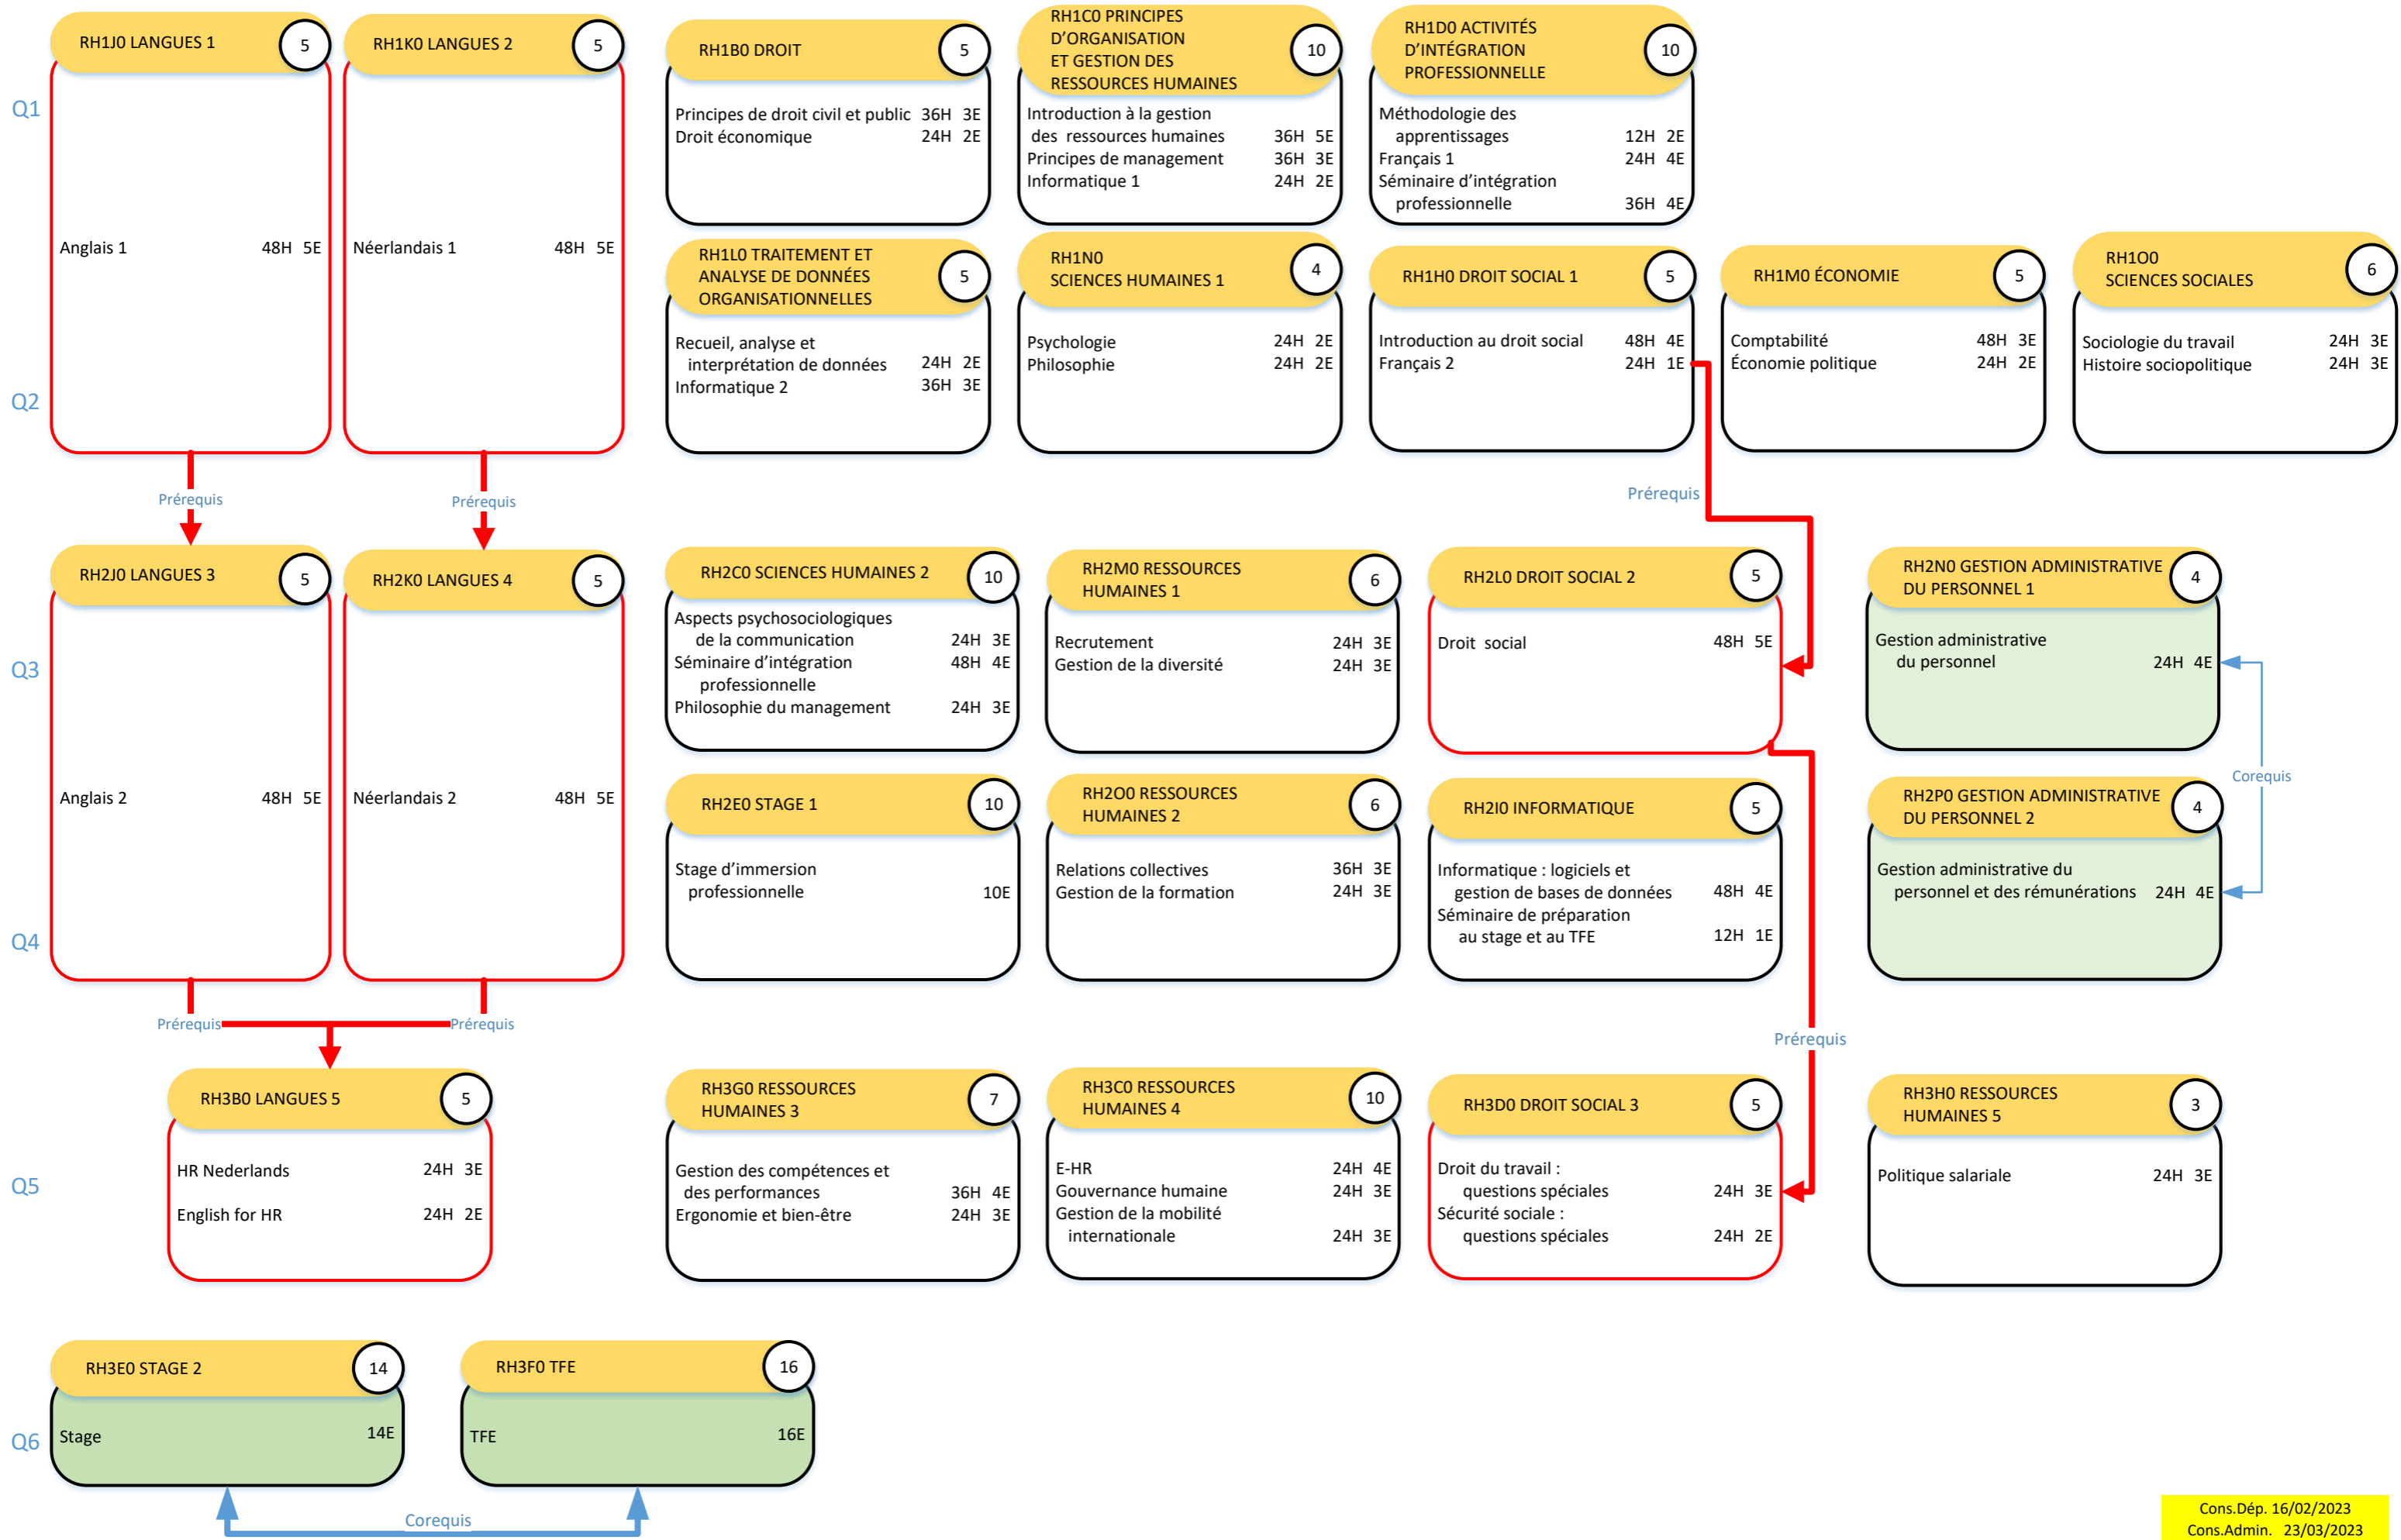 RH1J0 LANGUES 1
5
RH1K0 LANGUES 2
5
RH1B0 DROIT
5
RH1C0 PRINCIPES
D’ORGANISATION
ET GESTION DES
RESSOURCES HUMAINES
10
RH1D0 ACTIVITÉS
D’INTÉGRATION
PROFESSIONNELLE
10
Q1
Principes de droit civil et public 36H 3E
Droit économique 24H 2E
Introduction à la gestion
des ressources humaines 36H 5E
Principes de management 36H 3E
Informatique 1 24H 2E
Méthodologie des
apprentissages 12H 2E
Français 1 24H 4E
Séminaire d’intégration
professionnelle 36H 4E
Anglais 1 48H 5E
Néerlandais 1 48H 5E
RH1L0 TRAITEMENT ET
ANALYSE DE DONNÉES
ORGANISATIONNELLES
5
RH1N0
SCIENCES HUMAINES 1
4
RH1H0 DROIT SOCIAL 1
5
RH1M0 ÉCONOMIE
5
RH1O0
SCIENCES SOCIALES
6
Recueil, analyse et
interprétation de données 24H 2E
Informatique 2 36H 3E
Psychologie 24H 2E
Philosophie 24H 2E
Introduction au droit social 48H 4E
Français 2 24H 1E
Comptabilité 48H 3E
Économie politique 24H 2E
Sociologie du travail 24H 3E
Histoire sociopolitique 24H 3E
Q2
Prérequis
Prérequis
Prérequis
RH2J0 LANGUES 3
5
RH2K0 LANGUES 4
5
RH2C0 SCIENCES HUMAINES 2
10
RH2M0 RESSOURCES
HUMAINES 1
6
RH2L0 DROIT SOCIAL 2
5
RH2N0 GESTION ADMINISTRATIVE
DU PERSONNEL 1
4
Q3
Aspects psychosociologiques
de la communication 24H 3E
Séminaire d’intégration 48H 4E
professionnelle
Philosophie du management 24H 3E
Recrutement 24H 3E
Gestion de la diversité 24H 3E
Droit social 48H 5E
Gestion administrative
du personnel 24H 4E
Corequis
Anglais 2 48H 5E
Néerlandais 2 48H 5E
RH2E0 STAGE 1
10
RH2O0 RESSOURCES
HUMAINES 2
6
RH2I0 INFORMATIQUE
5
RH2P0 GESTION ADMINISTRATIVE
DU PERSONNEL 2
4
Stage d’immersion
professionnelle 10E
Relations collectives 36H 3E
Gestion de la formation 24H 3E
Informatique : logiciels et
gestion de bases de données 48H 4E
Séminaire de préparation
au stage et au TFE 12H 1E
Gestion administrative du
personnel et des rémunérations 24H 4E
Q4
Prérequis
Prérequis
Prérequis
RH3B0 LANGUES 5
5
RH3G0 RESSOURCES
HUMAINES 3
7
RH3C0 RESSOURCES
HUMAINES 4
10
RH3D0 DROIT SOCIAL 3
5
RH3H0 RESSOURCES
HUMAINES 5
3
Q5
HR Nederlands 24H 3E
English for HR 24H 2E
Gestion des compétences et
des performances 36H 4E
Ergonomie et bien-être 24H 3E
E-HR 24H 4E
Gouvernance humaine 24H 3E
Gestion de la mobilité
internationale 24H 3E
Droit du travail :
questions spéciales 24H 3E
Sécurité sociale :
questions spéciales 24H 2E
Politique salariale 24H 3E
RH3E0 STAGE 2
14
RH3F0 TFE
16
Q6
Stage 14E
TFE 16E
Corequis
Cons.Dép. 16/02/2023
Cons.Admin. 23/03/2023